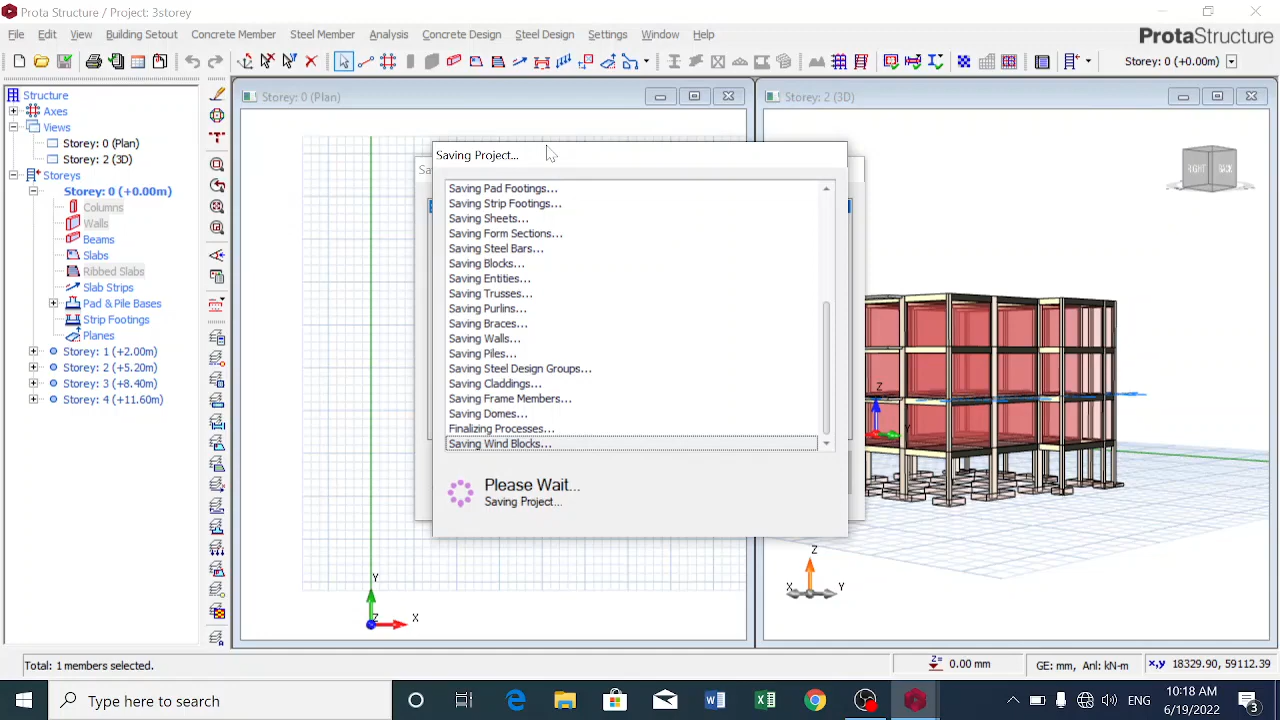 Prota Structure / Project: 3storey
File Edit View Building Setout Concrete Member Steel Member Analysis Concrete Design Steel Design Settings Window Help
ProtaStructure
Storey: 0 (+0.00m)
Structure
Axes
Views
Storey: 0 (Plan)
Storey: 2 (3D)
Storeys
Storey: 0 (+0.00m)
Columns
Walls
Beams
Slabs
Ribbed Slabs
Slab Strips
Pad & Pile Bases
Strip Footings
Planes
Storey: 1 (+2.00m)
Storey: 2 (+5.20m)
Storey: 3 (+8.40m)
Storey: 4 (+11.60m)
Storey: 0 (Plan)
Y
Z
X
Sa
Saving Project...
Saving Pad Footings...
Saving Strip Footings...
Saving Sheets...
Saving Form Sections...
Saving Steel Bars...
Saving Blocks...
Saving Entities...
Saving Trusses...
Saving Purlins...
Saving Braces...
Saving Walls...
Saving Piles...
Saving Steel Design Groups...
Saving Claddings...
Saving Frame Members...
Saving Domes...
Finalizing Processes...
Saving Wind Blocks...
Please Wait...
Saving Project...
Storey: 2 (3D)
RIGHT BACK
Z
Y
Z
X Y
Total: 1 members selected.
Z= 0.00 mm
GE: mm, Anl: kN-m
x,y 18329.90, 59112.39
Type here to search
ENG
10:18 AM
6/19/2022
3